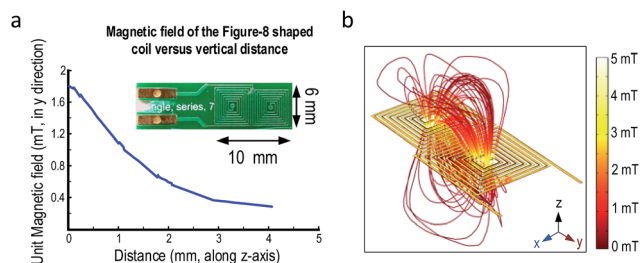 a
Magnetic field of the Figure-8 shaped
coil versus vertical distance
Unit Magnetic field (mT, in y direction)
2
1.6
1.2
0.8
0.4
0
1
2
3
4
5
Distance (mm, along z-axis)
single, series, 7
6 mm
10 mm
b
5 mT
4 mT
3 mT
2 mT
1 mT
0 mT
z
x
y